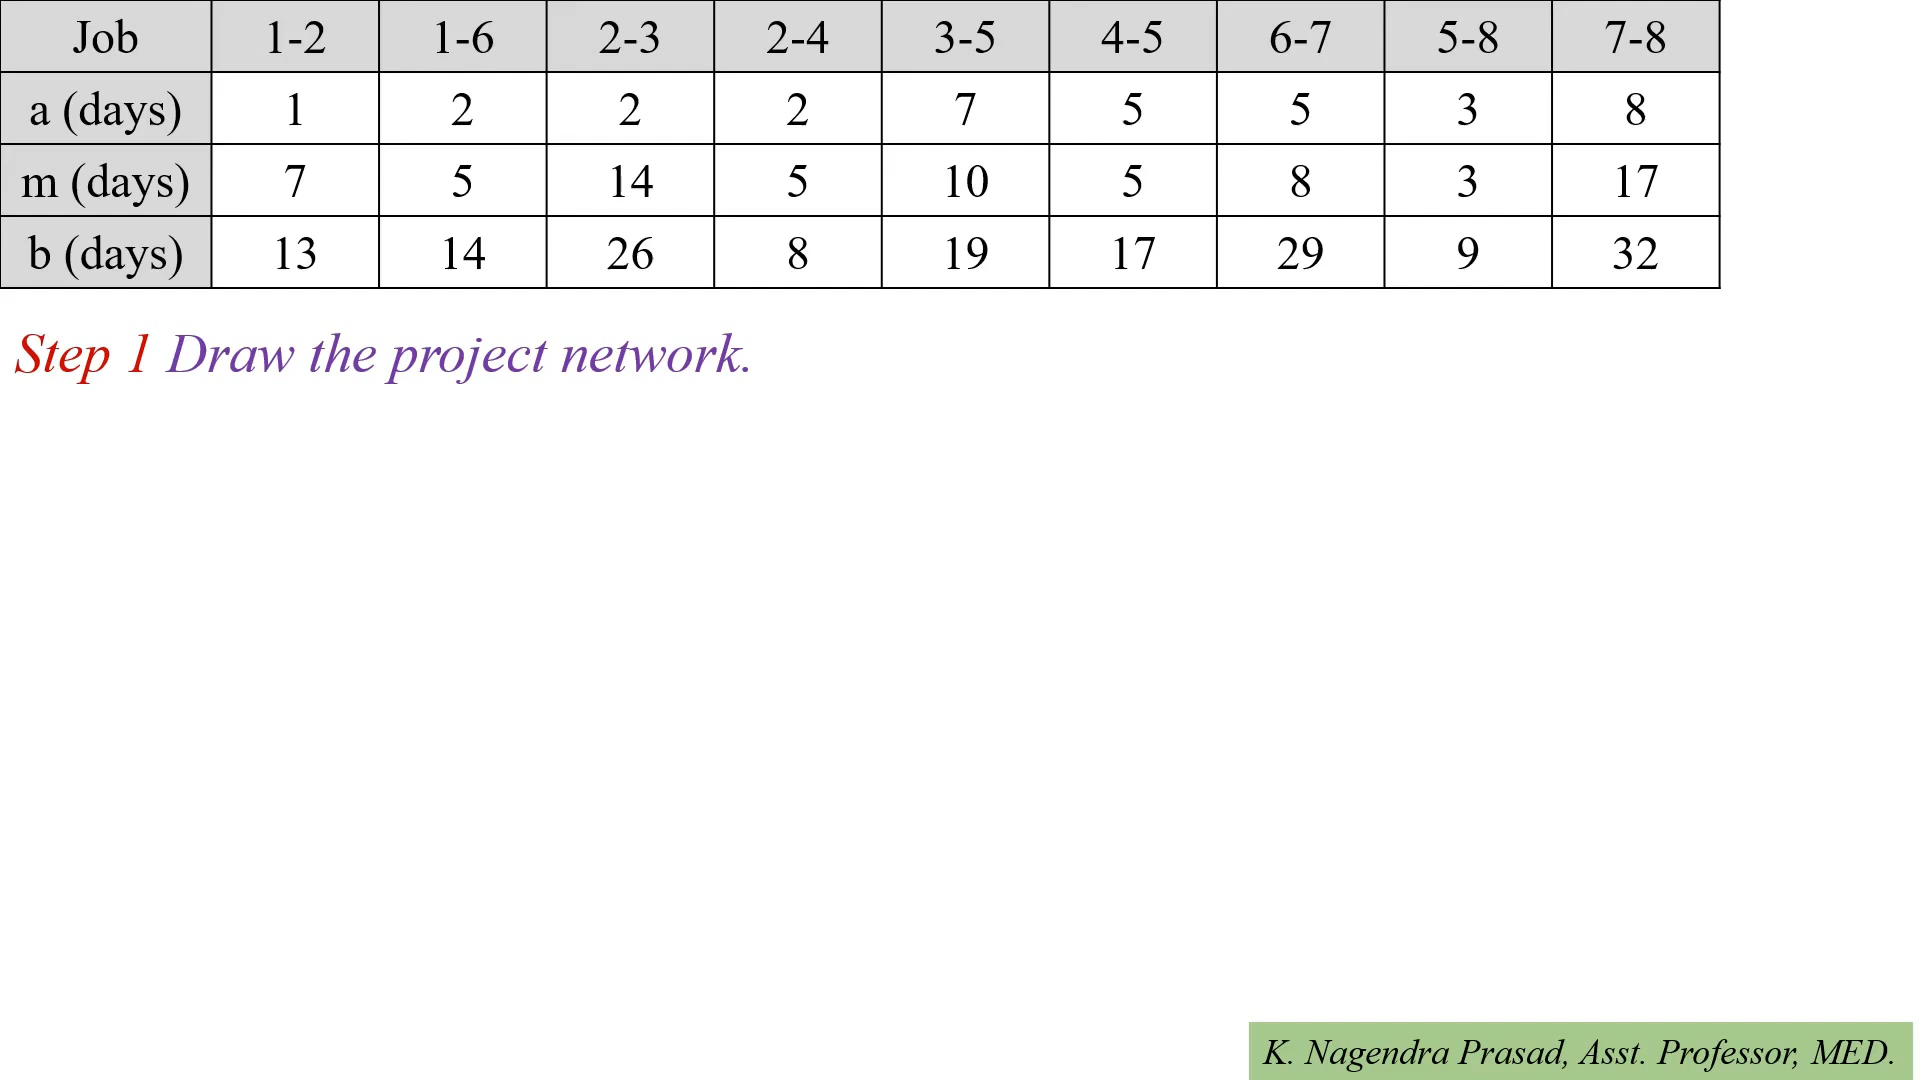 Job 1-2 1-6 2-3 2-4 3-5 4-5 6-7 5-8 7-8
a (days) 1 2 2 2 7 5 5 3 8
m (days) 7 5 14 5 10 5 8 3 17
b (days) 13 14 26 8 19 17 29 9 32
Step 1 Draw the project network.
K. Nagendra Prasad, Asst. Professor, MED.